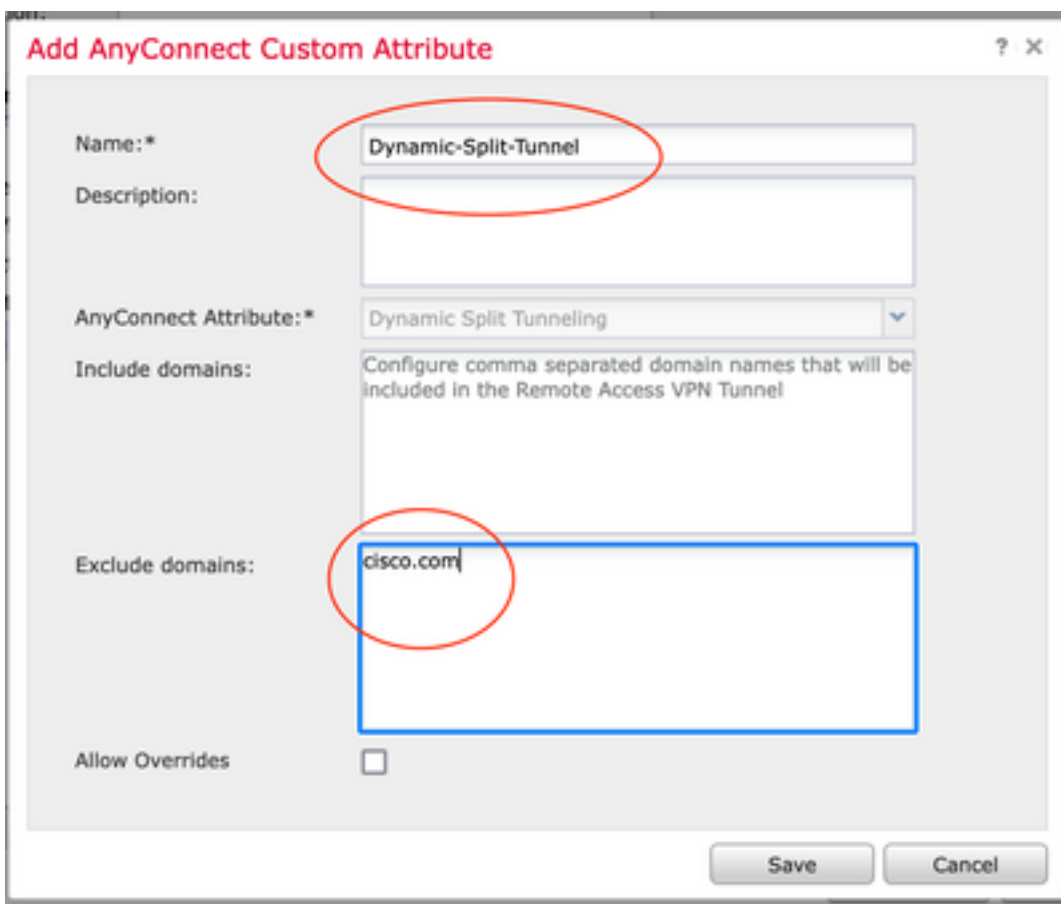 Add AnyConnect Custom Attribute
? X
Name:*
Dynamic-Split-Tunnel
Description:
AnyConnect Attribute:*
Dynamic Split Tunneling
Include domains:
Configure comma separated domain names that will be
included in the Remote Access VPN Tunnel
Exclude domains:
cisco.com
Allow Overrides
Save
Cancel